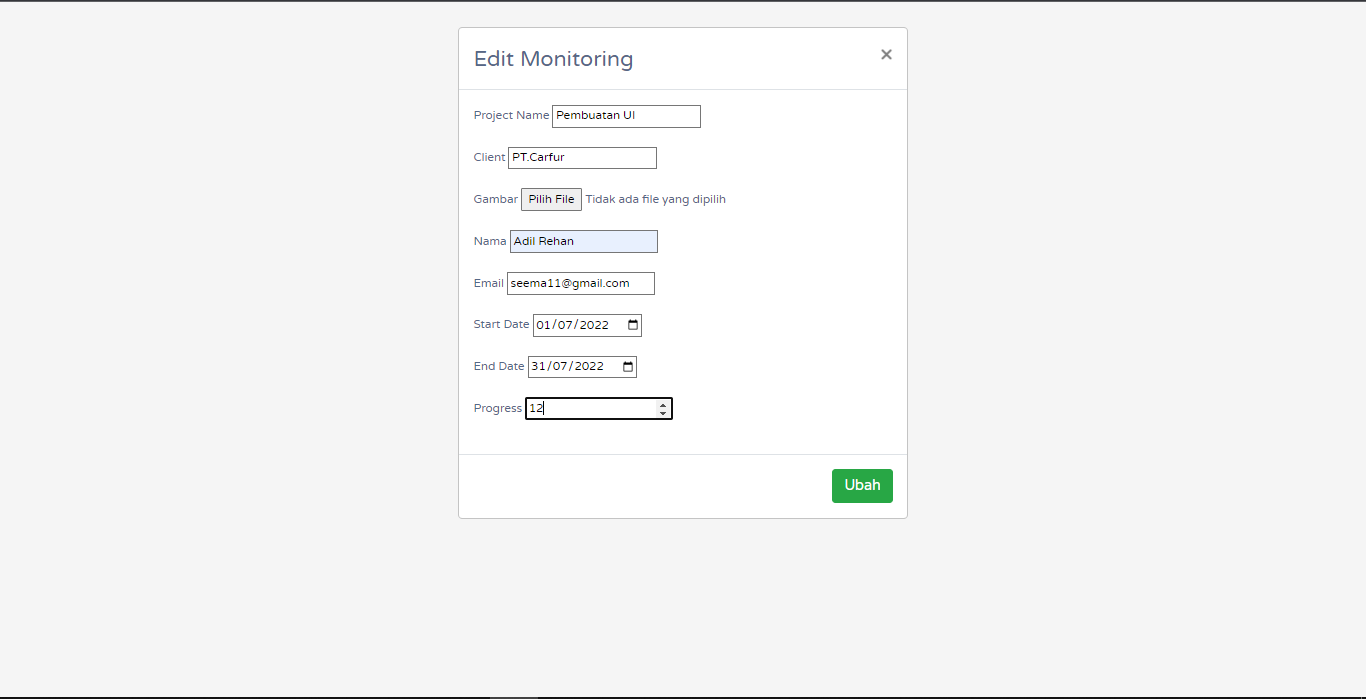 Edit Monitoring ×
Project Name Pembuatan UI
Client PT.Carfur
Gambar Pilih File Tidak ada file yang dipilih
Nama Adil Rehan
Email seema11@gmail.com
Start Date 01/07/2022
End Date 31/07/2022
Progress 12
Ubah